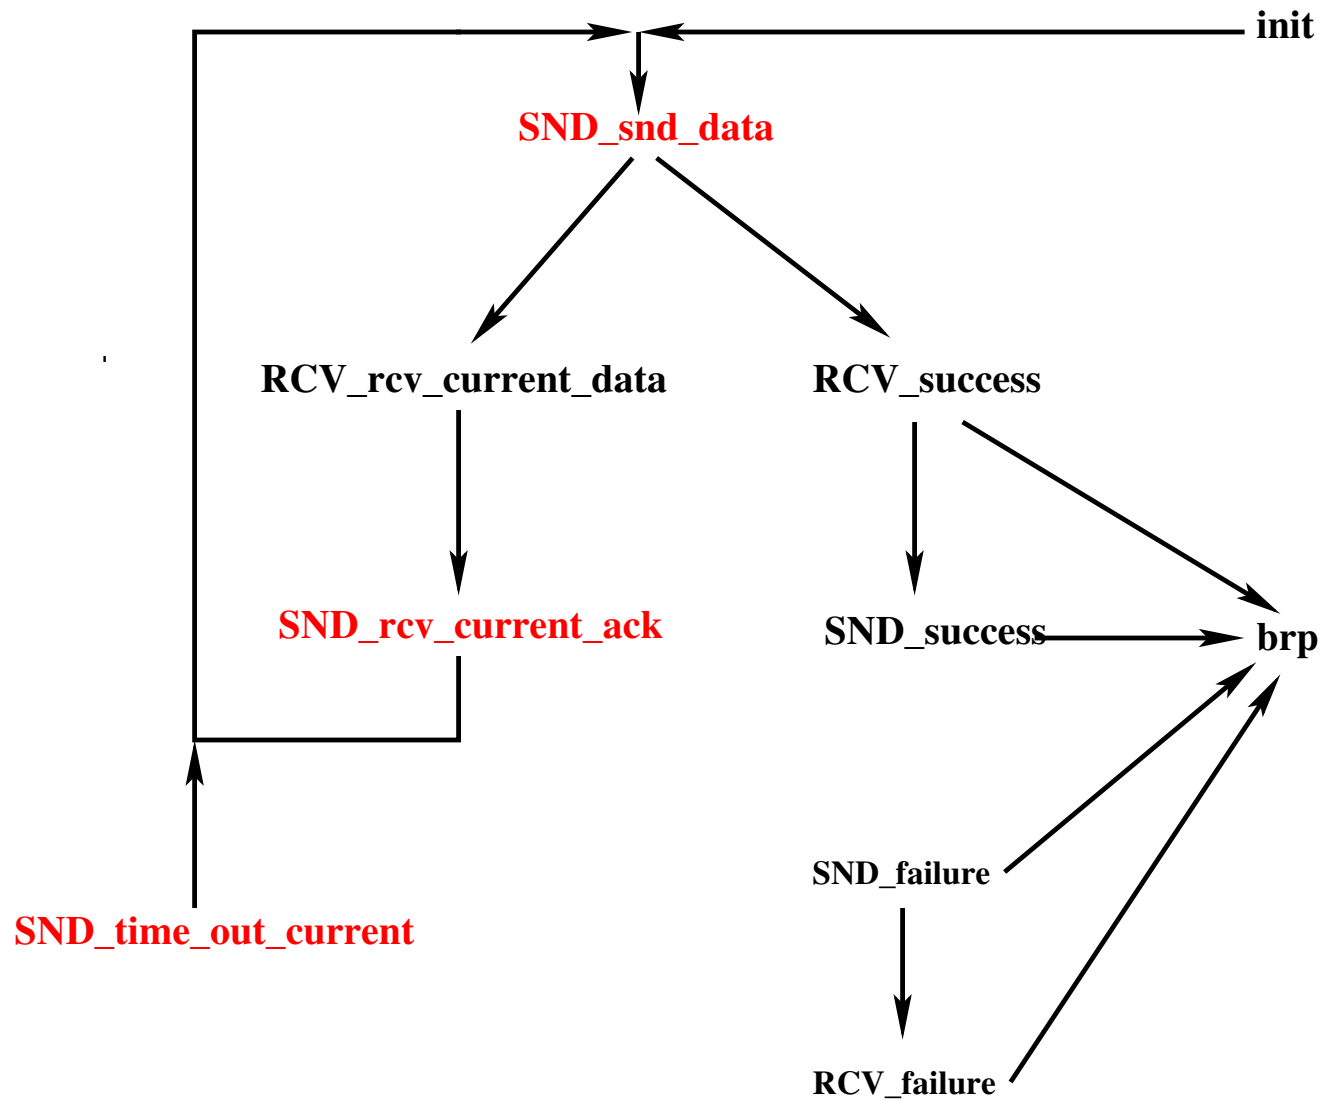 init
SND_snd_data
RCV_rcv_current_data
RCV_success
SND_rcv_current_ack
SND_success
brp
SND_failure
SND_time_out_current
RCV_failure